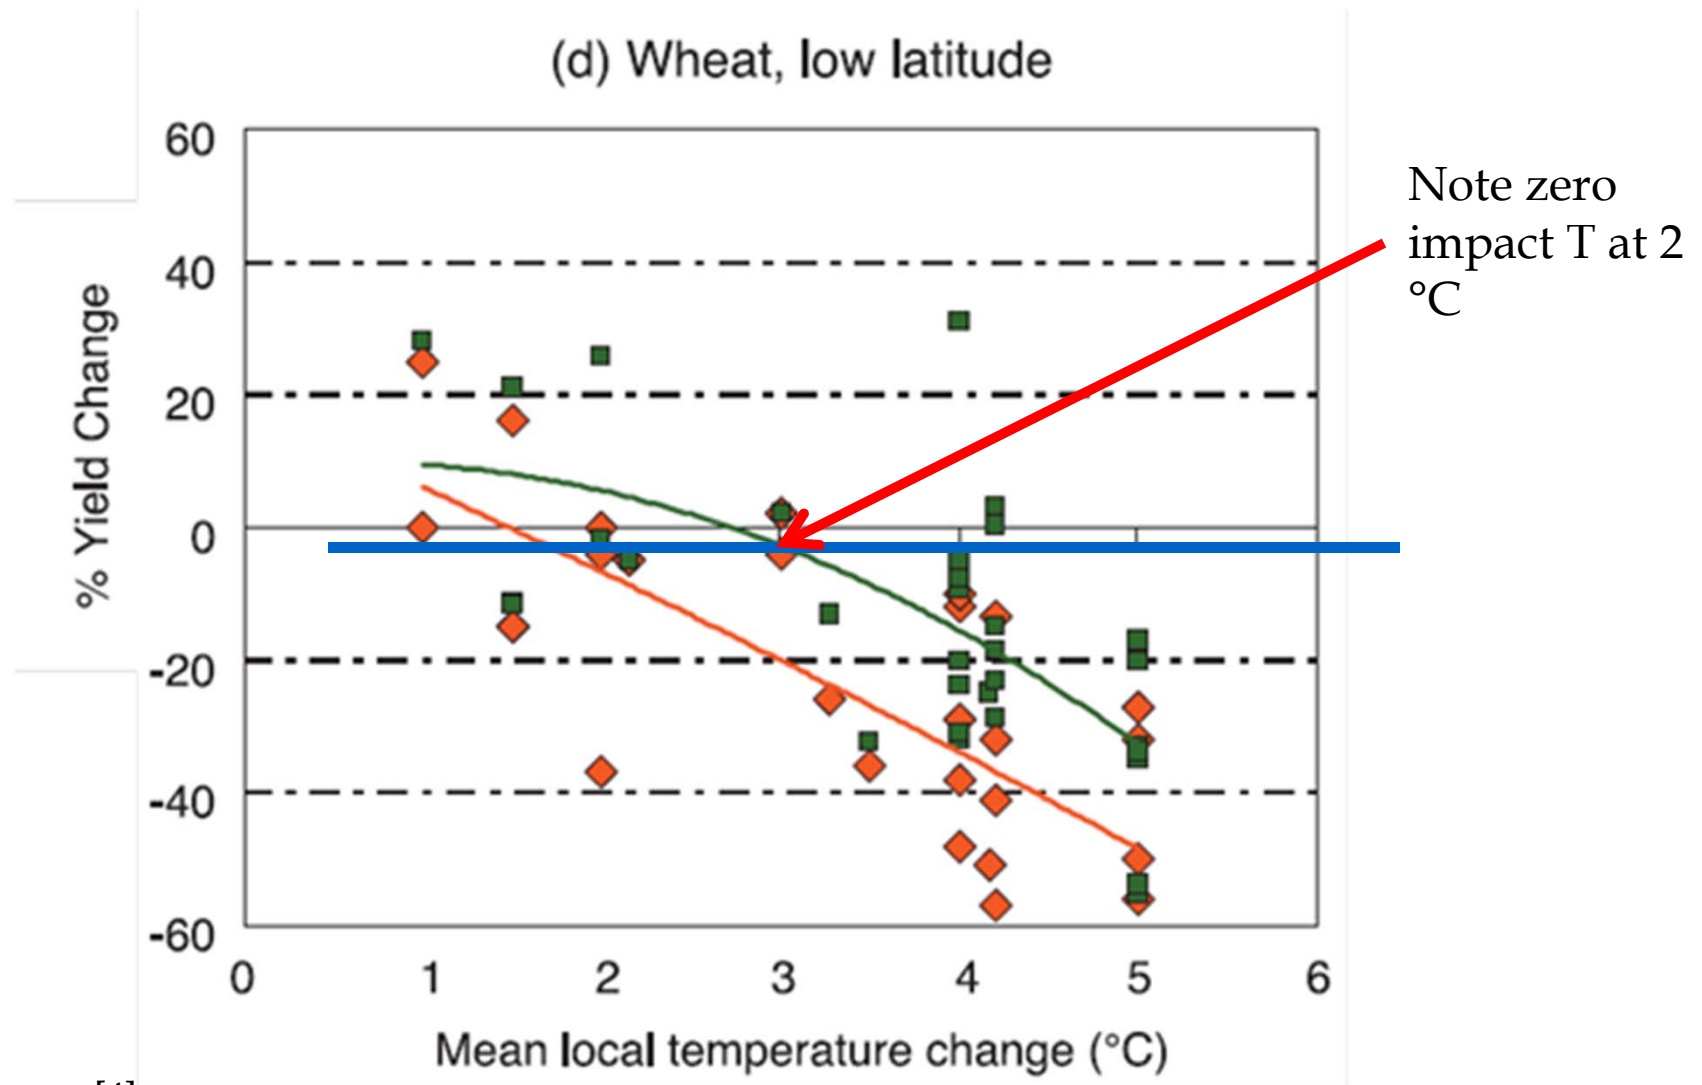 (d) Wheat, low latitude
60
40
20
0
-20
-40
-60
% Yield Change
0 1 2 3 4 5 6
Mean local temperature change (°C)
Note zero
impact T at 2
°C